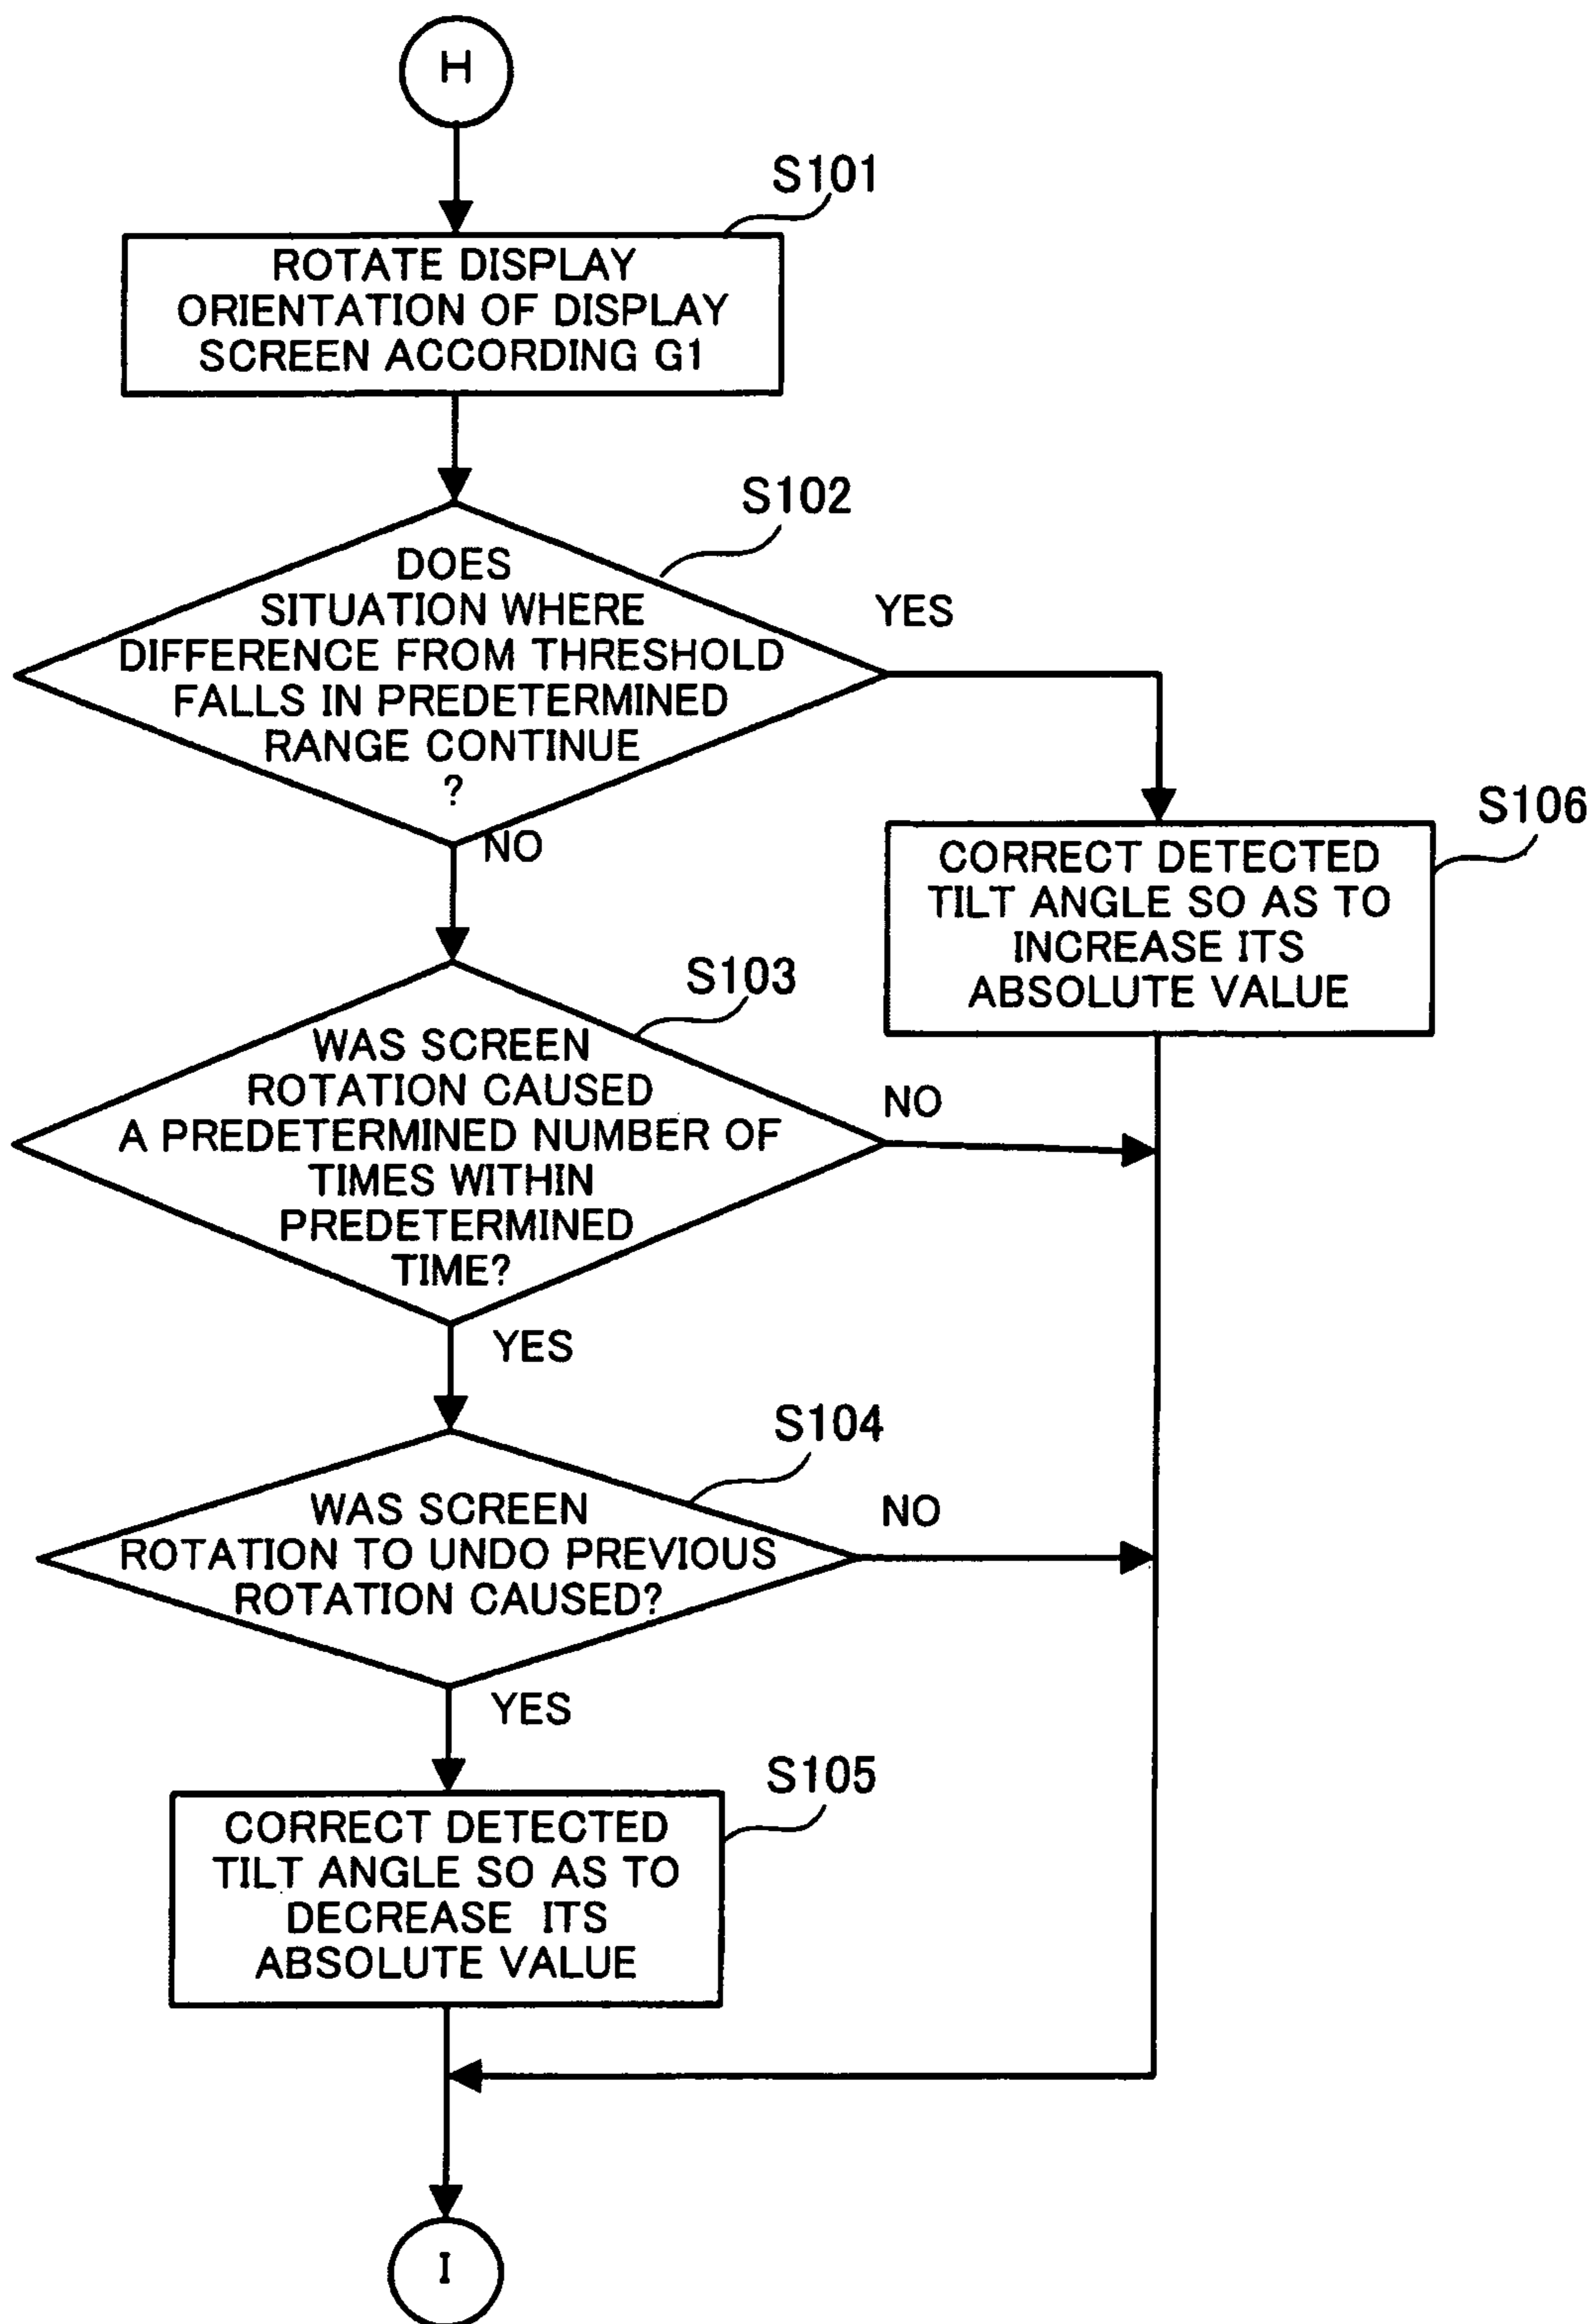 H
S101
ROTATE DISPLAY
ORIENTATION OF DISPLAY
SCREEN ACCORDING G1
S102
DOES
SITUATION WHERE
DIFFERENCE FROM THRESHOLD
FALLS IN PREDETERMINED
RANGE CONTINUE
?
YES
NO
S106
CORRECT DETECTED
TILT ANGLE SO AS TO
INCREASE ITS
ABSOLUTE VALUE
S103
WAS SCREEN
ROTATION CAUSED
A PREDETERMINED NUMBER OF
TIMES WITHIN
PREDETERMINED
TIME?
NO
YES
S104
WAS SCREEN
ROTATION TO UNDO PREVIOUS
ROTATION CAUSED?
NO
YES
S105
CORRECT DETECTED
TILT ANGLE SO AS TO
DECREASE ITS
ABSOLUTE VALUE
I